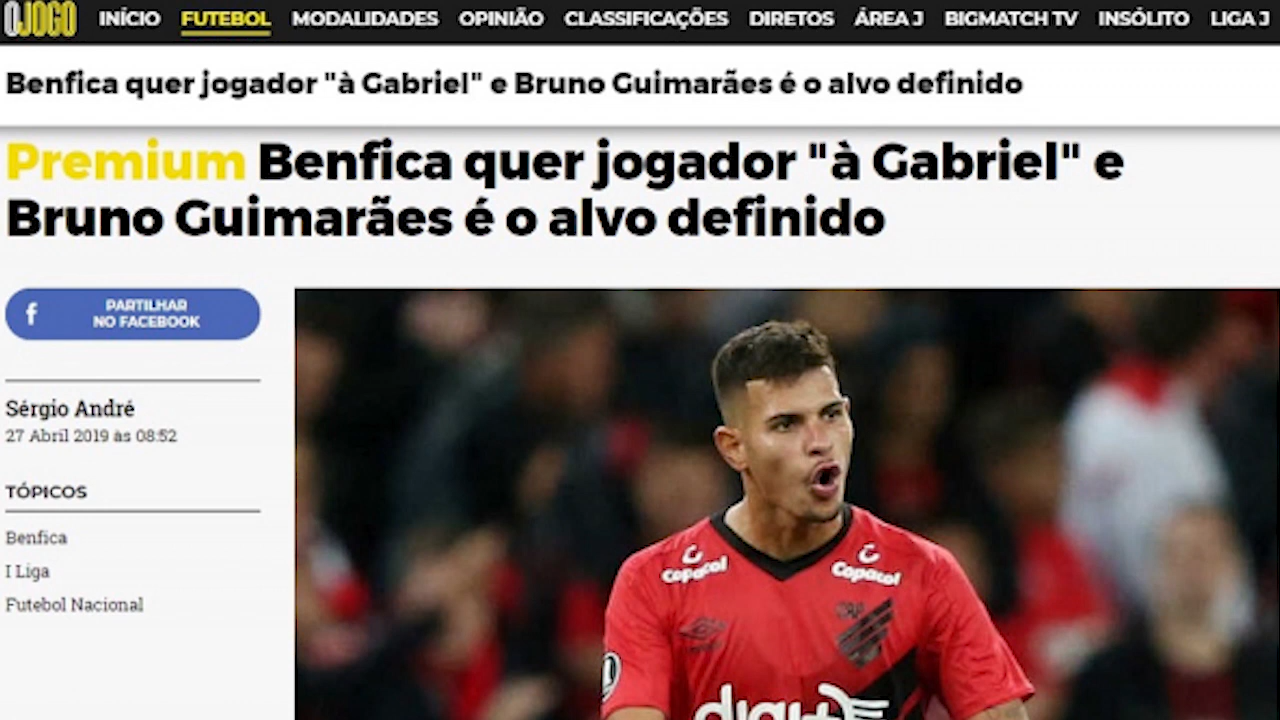 O JOGO INÍCIO FUTEBOL MODALIDADES OPINIÃO CLASSIFICAÇÕES DIRETOS ÁREA J BIGMATCH TV INSÓLITO LIGA J
Benfica quer jogador "à Gabriel" e Bruno Guimarães é o alvo definido
Premium Benfica quer jogador "à Gabriel" e
Bruno Guimarães é o alvo definido
f PARTILHAR
NO FACEBOOK
Sérgio André
27 Abril 2019 às 08:52
TÓPICOS
Benfica
I Liga
Futebol Nacional
Copacol Copacol
CAP